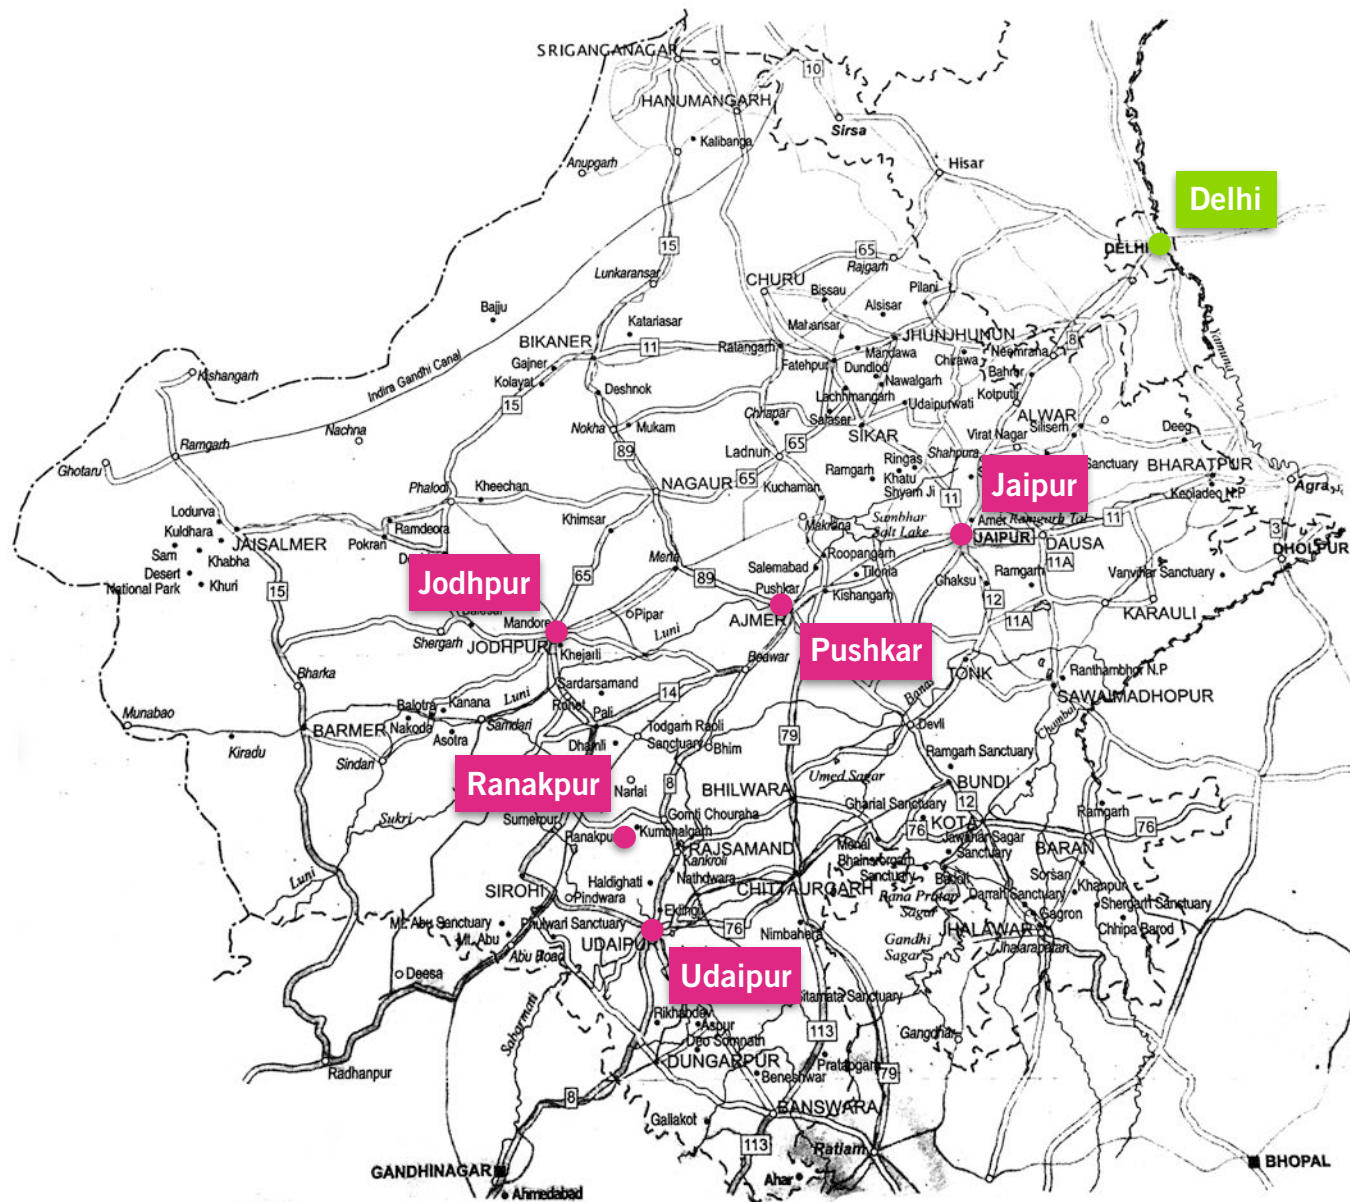 SRIGANGANAGAR
10
HANUMANGARH
Sirsa
Kalibanga
Hisar
Anupgarh
Delhi
15
65
DELHI
Lunkaransar
Rajgarh
CHURU
Bissau
Pilani
Bajju
Alsisar
Yamuna
Katariasar
BIKANER
11
Ratangarh
JHUNJHUNUN
8
Gajner
Mandawa
Chirawa
Neemrana
Fatehpur
Dundlod
Kishangarh
Indira Gandhi Canal
Kolayat
Deshnok
Nawalgarh
Kotputli
Lachhmangarh
15
Chhapar
Salaser
Udaipurwati
ALWAR
Nachna
Nokha
Mukam
SIKAR
Virat Nagar
Silisern
Deeg
Ramgarh
89
65
Ghotaru
Ladnun
Ringas
Shahpura
Sanctuary
BHARATPUR
Ramgarh
Khatu
Shyam Ji
Phalodi
Kheechan
NAGAUR
65
Kuchaman
11
Jaipur
Keoladeo N.P
Agra
Lodurva
Kuldhara
Ramdeora
Khimsar
Makrana
Sambhar
Salt Lake
Amer
Ramgarh Tal
11
3
JAISALMER
Pokran
JAIPUR
DAUSA
DHOLPUR
Sam
Khabha
Roopangarh
11A
Desert
National Park
Khuri
Jodhpur
65
Merta
89
Salemabad
Tilonia
Ghaksu
Ramgarh
Vanvihar Sanctuary
15
Pushkar
Kishangarh
12
Mandore
Pipar
AJMER
11A
KARAULI
Shergarh
JODHPUR
Khejarli
Luni
Pushkar
Beawar
TONK
Ranthambhor N.P
Bharka
Luni
Sardarsamand
14
Banas
SAWAIMADHOPUR
Munabao
Balotra
Kanana
Rohet
Pali
Devli
Chumbal
BARMER
Nakoda
Samdari
Todgarh Raoli
Sanctuary
79
Kiradu
Asotra
Dhamli
Bhim
Ramgarh Sanctuary
Sindari
Ranakpur
8
Umed Sagar
BUNDI
Narlai
BHILWARA
Gharial Sanctuary
12
Ramgarh
Sukri
Sumerpur
Gomti Chouraha
76
KOTA
76
Kumbhalgarh
Menal
Jawahar Sagar
Sanctuary
BARAN
RAJSAMAND
Kankroli
Sorsan
Luni
SIROHI
Haldighati
Nathdwara
CHITTAURGARH
Sanctuary
Darrah Sanctuary
Khanpur
Pindwara
Eklingji
Rana Pratap
Sagar
Gagron
Shergarh Sanctuary
Mt. Abu Sanctuary
Phulwari Sanctuary
76
Nimbahera
JHALAWAR
Chhipa Barod
Mt. Abu
UDAIPUR
Gandhi
Sagar
Jhalarapatan
Abu Road
Deesa
Udaipur
Sitamata Sanctuary
Sabarmati
Rikhabdev
Aspur
113
Gangdhar
Deo Somnath
DUNGARPUR
Pratapgarh
Radhanpur
Beneshwar
79
8
BANSWARA
Gallakot
113
Ratlam
GANDHINAGAR
BHOPAL
Ahar
Ahmedabad